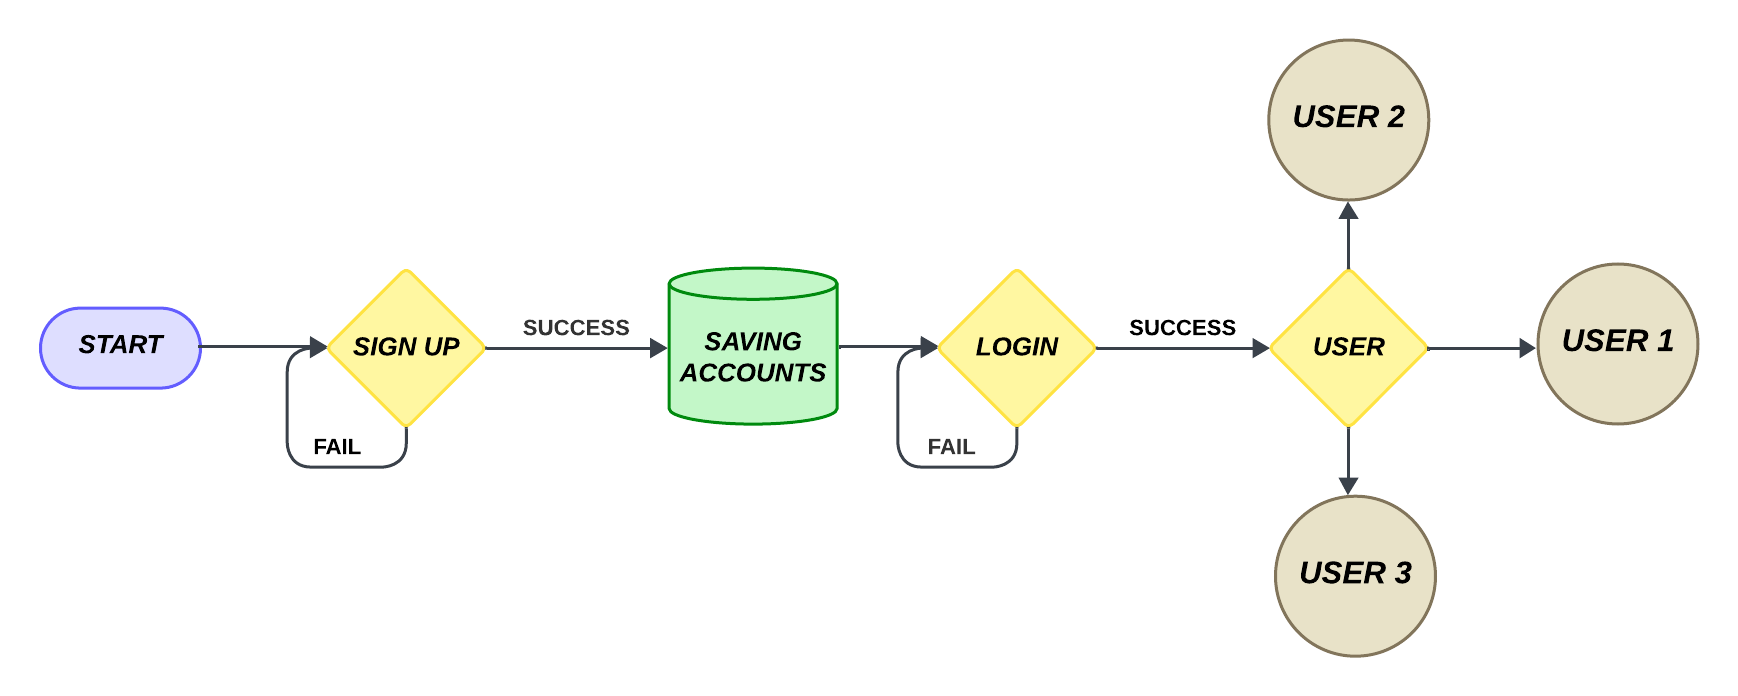 USER 2
START
SIGN UP
SUCCESS
SAVING
ACCOUNTS
LOGIN
SUCCESS
USER
USER 1
FAIL
FAIL
USER 3